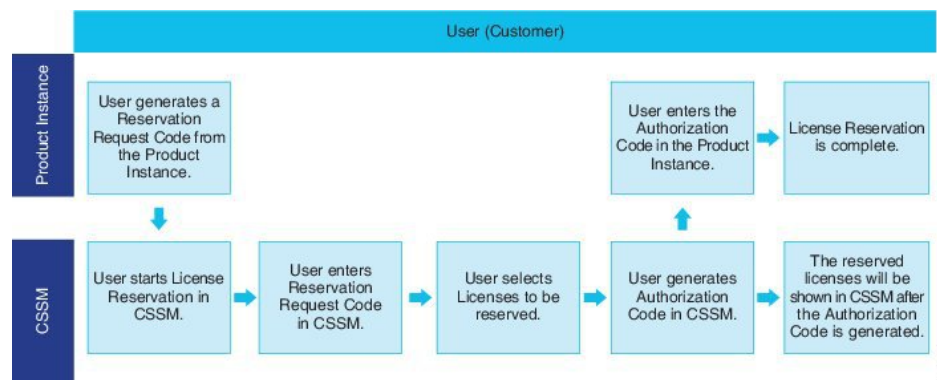 User (Customer)
Product Instance
User generates a
Reservation
Request Code from
the Product
Instance.
User enters the
Authorization
Code in the Product
Instance.
License Reservation
is complete.
CSSM
User starts License
Reservation in
CSSM.
User enters
Reservation
Request Code
in CSSM.
User selects
Licenses to be
reserved.
User generates
Authorization
Code in CSSM.
The reserved
licenses will be
shown in CSSM after
the Authorization
Code is generated.